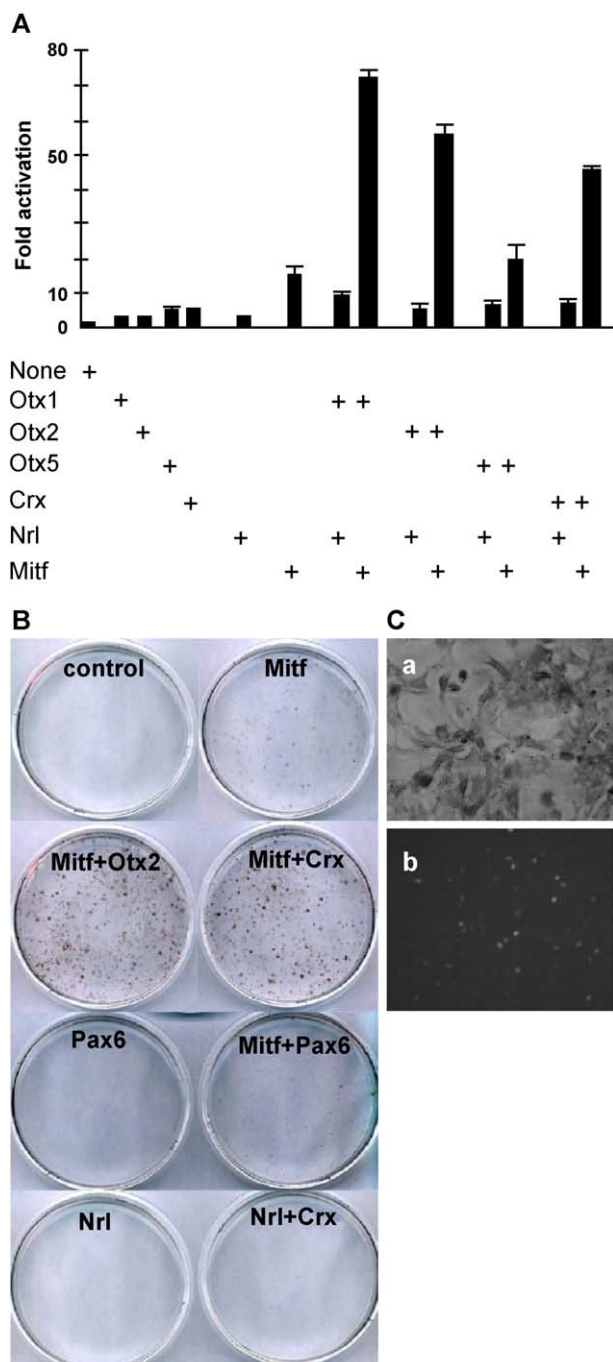 A
80
50
10
0
Fold activation
None +
Otx1 + + +
Otx2 + + +
Otx5 + + +
Crx + + +
Nrl + + + + +
Mitf + + + + +
B
control Mitf
Mitf+Otx2 Mitf+Crx
Pax6 Mitf+Pax6
Nrl Nrl+Crx
C
a
b